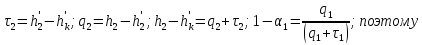 τ₂=h₂'−h'ₖ; q₂=h₂−h₂'; h₂−h'ₖ=q₂+τ₂; 1−α₁=q₁/(q₁+τ₁); поэтому